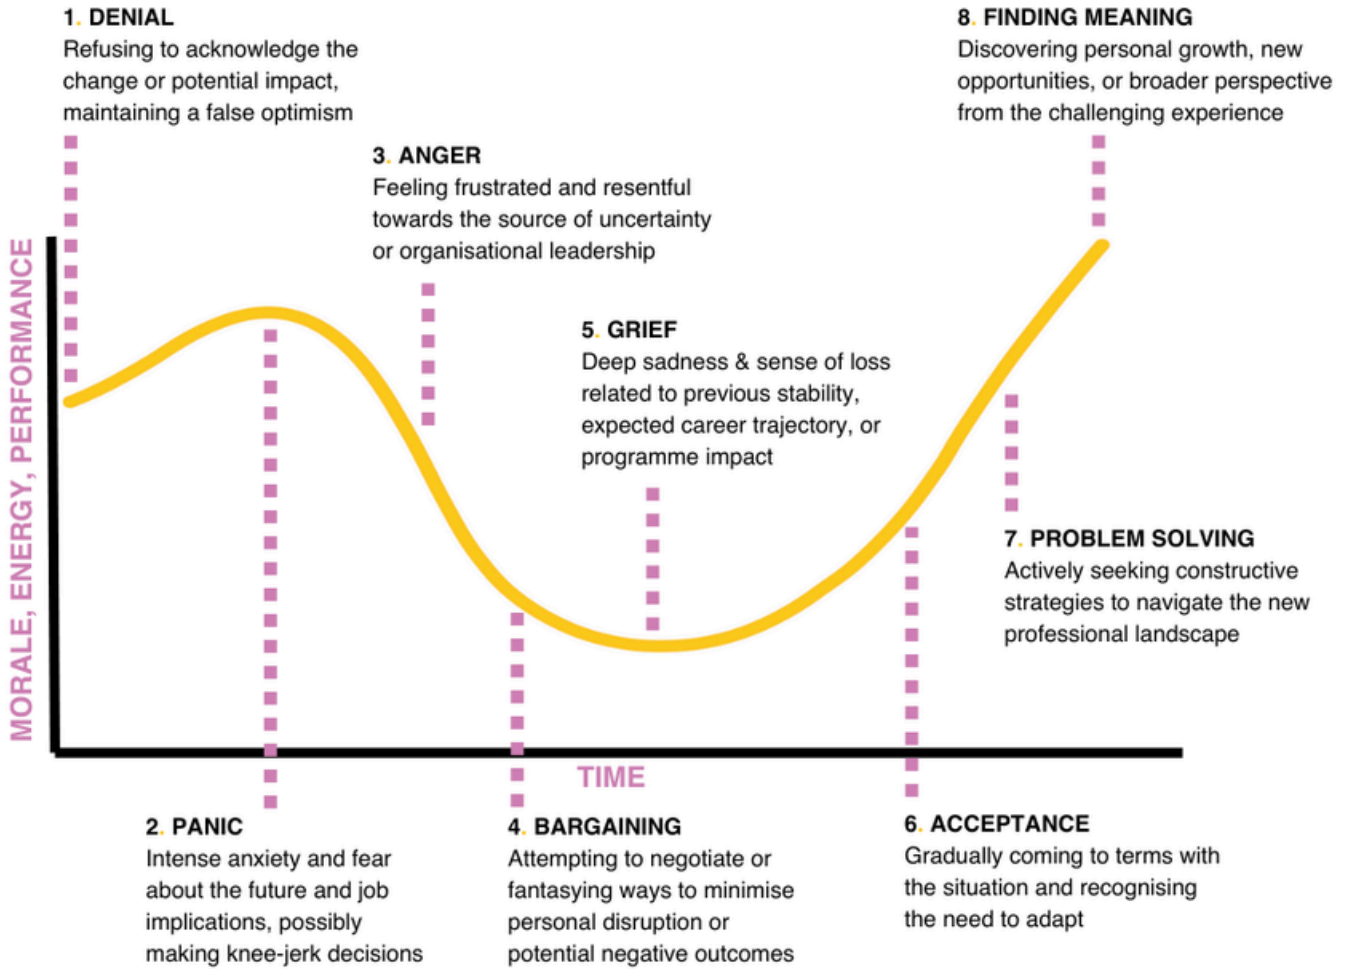 1. DENIAL
Refusing to acknowledge the
change or potential impact,
maintaining a false optimism
8. FINDING MEANING
Discovering personal growth, new
opportunities, or broader perspective
from the challenging experience
3. ANGER
Feeling frustrated and resentful
towards the source of uncertainty
or organisational leadership
5. GRIEF
Deep sadness & sense of loss
related to previous stability,
expected career trajectory, or
programme impact
7. PROBLEM SOLVING
Actively seeking constructive
strategies to navigate the new
professional landscape
MORALE, ENERGY, PERFORMANCE
TIME
2. PANIC
Intense anxiety and fear
about the future and job
implications, possibly
making knee-jerk decisions
4. BARGAINING
Attempting to negotiate or
fantasying ways to minimise
personal disruption or
potential negative outcomes
6. ACCEPTANCE
Gradually coming to terms with
the situation and recognising
the need to adapt